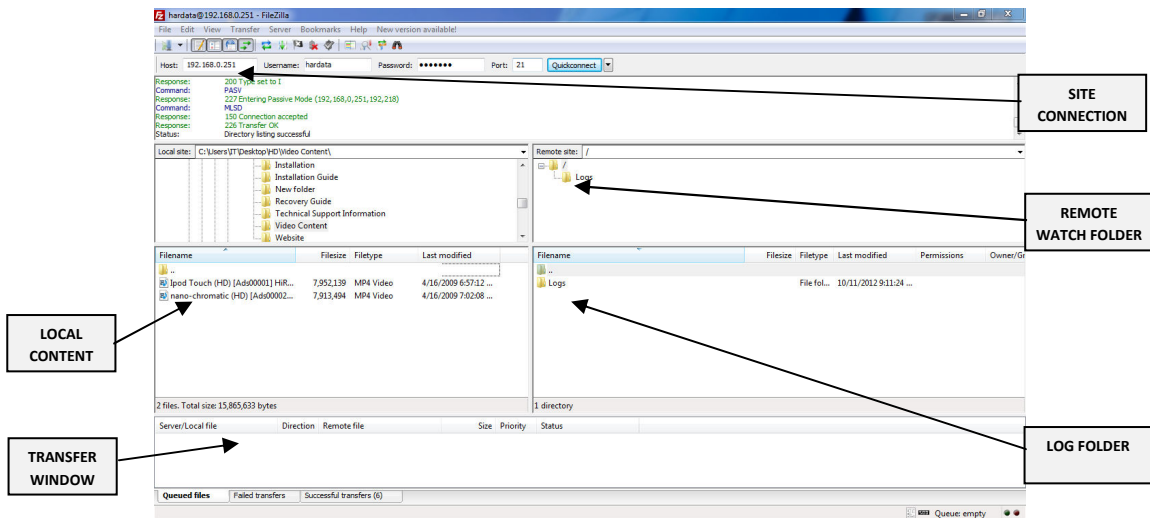 hardata@192.168.0.251 - FileZilla
File Edit View Transfer Server Bookmarks Help New version available!
Host: 192.168.0.251 Username: hardata Password: ●●●●●●● Port: 21 Quickconnect
Response: 200 Type set to I
Command: PASV
Response: 227 Entering Passive Mode (192,168,0,251,192,218)
Command: MLSD
Response: 150 Connection accepted
Response: 226 Transfer OK
Status: Directory listing successful
SITE
CONNECTION
Local site: C:\Users\IT\Desktop\HD\Video Content\
Installation
Installation Guide
New folder
Recovery Guide
Technical Support Information
Video Content
Website
Remote site: /
/
Logs
REMOTE
WATCH FOLDER
Filename Filesize Filetype Last modified
..
Ipod Touch (HD) [Ads00001] HiR... 7,952,139 MP4 Video 4/16/2009 6:57:12 ...
nano-chromatic (HD) [Ads00002... 7,913,494 MP4 Video 4/16/2009 7:02:08 ...
2 files. Total size: 15,865,633 bytes
Filename Filesize Filetype Last modified Permissions Owner/Gr
..
Logs File fol... 10/11/2012 9:11:24 ...
1 directory
LOCAL
CONTENT
Server/Local file Direction Remote file Size Priority Status
TRANSFER
WINDOW
LOG FOLDER
Queued files Failed transfers Successful transfers (6)
Queue: empty